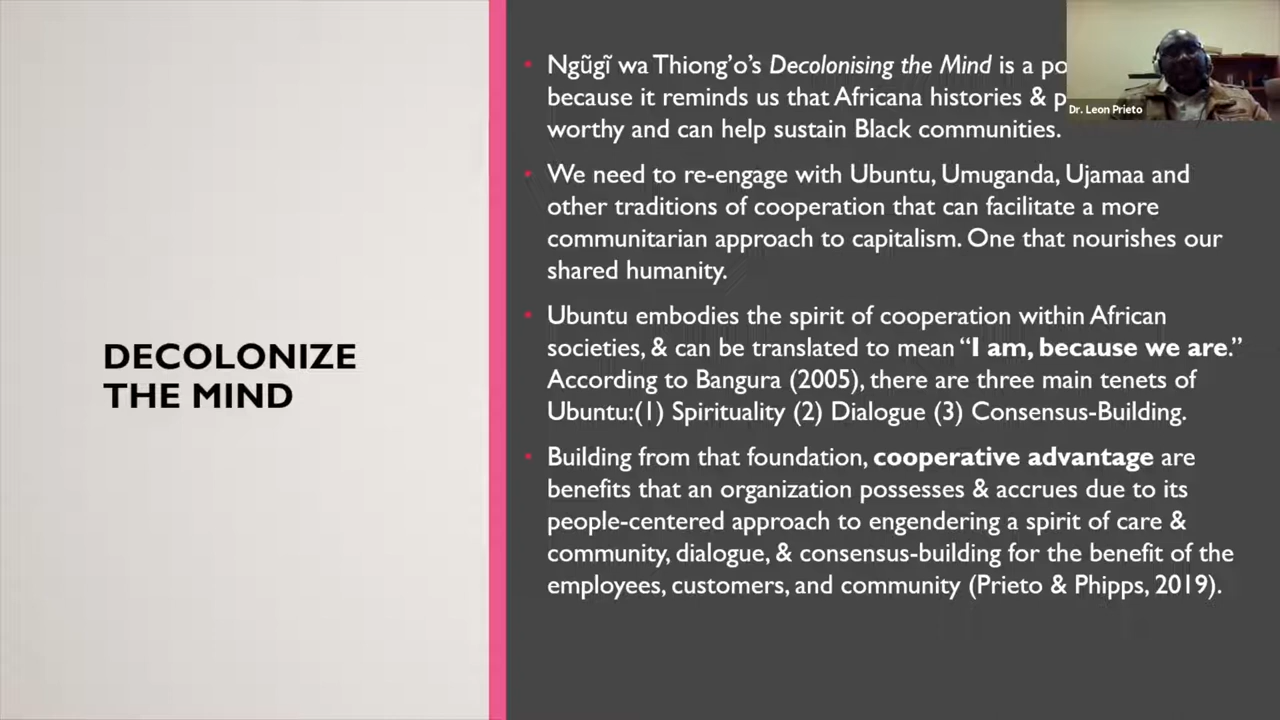 DECOLONIZE
THE MIND
Ngũgĩ wa Thiong’o’s Decolonising the Mind is a
because it reminds us that Africana histories &
worthy and can help sustain Black communities.
We need to re-engage with Ubuntu, Umuganda, Ujamaa and
other traditions of cooperation that can facilitate a more
communitarian approach to capitalism. One that nourishes our
shared humanity.
Ubuntu embodies the spirit of cooperation within African
societies, & can be translated to mean “I am, because we are.”
According to Bangura (2005), there are three main tenets of
Ubuntu:(1) Spirituality (2) Dialogue (3) Consensus-Building.
Building from that foundation, cooperative advantage are
benefits that an organization possesses & accrues due to its
people-centered approach to engendering a spirit of care &
community, dialogue, & consensus-building for the benefit of the
employees, customers, and community (Prieto & Phipps, 2019).
Dr. Leon Prieto